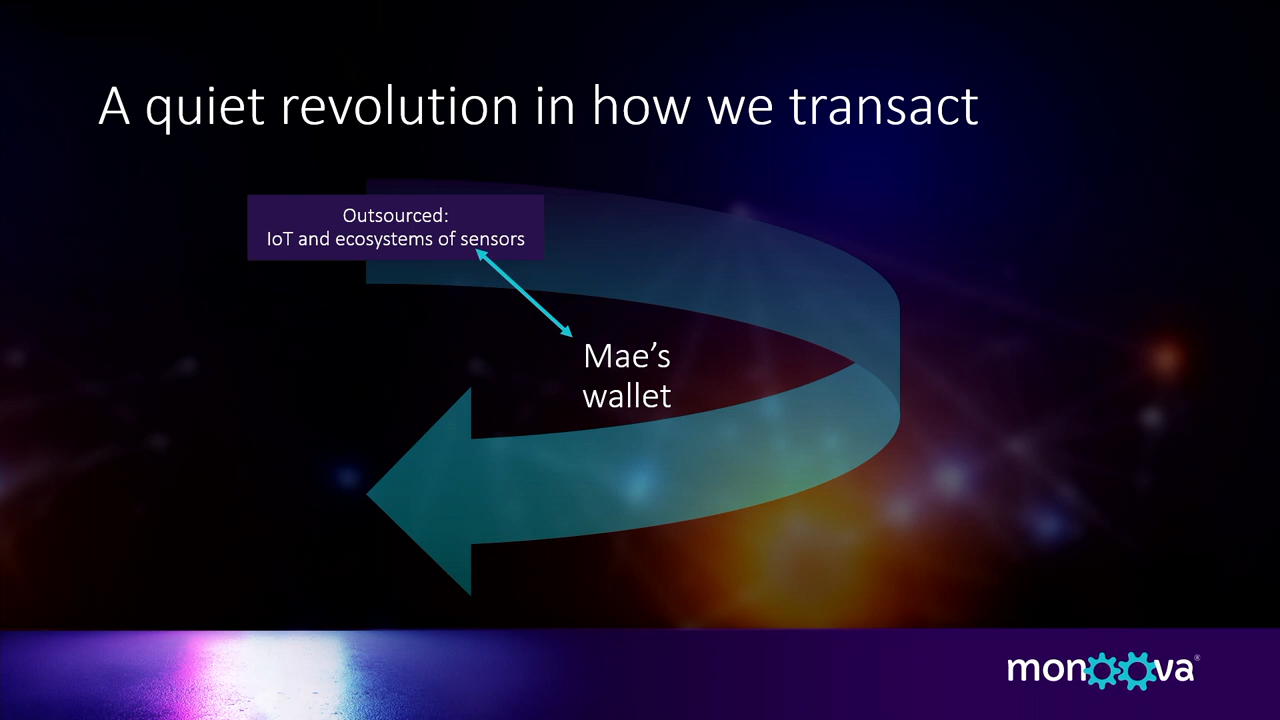 A quiet revolution in how we transact
Outsourced:
IoT and ecosystems of sensors
Mae’s
wallet
monoova®